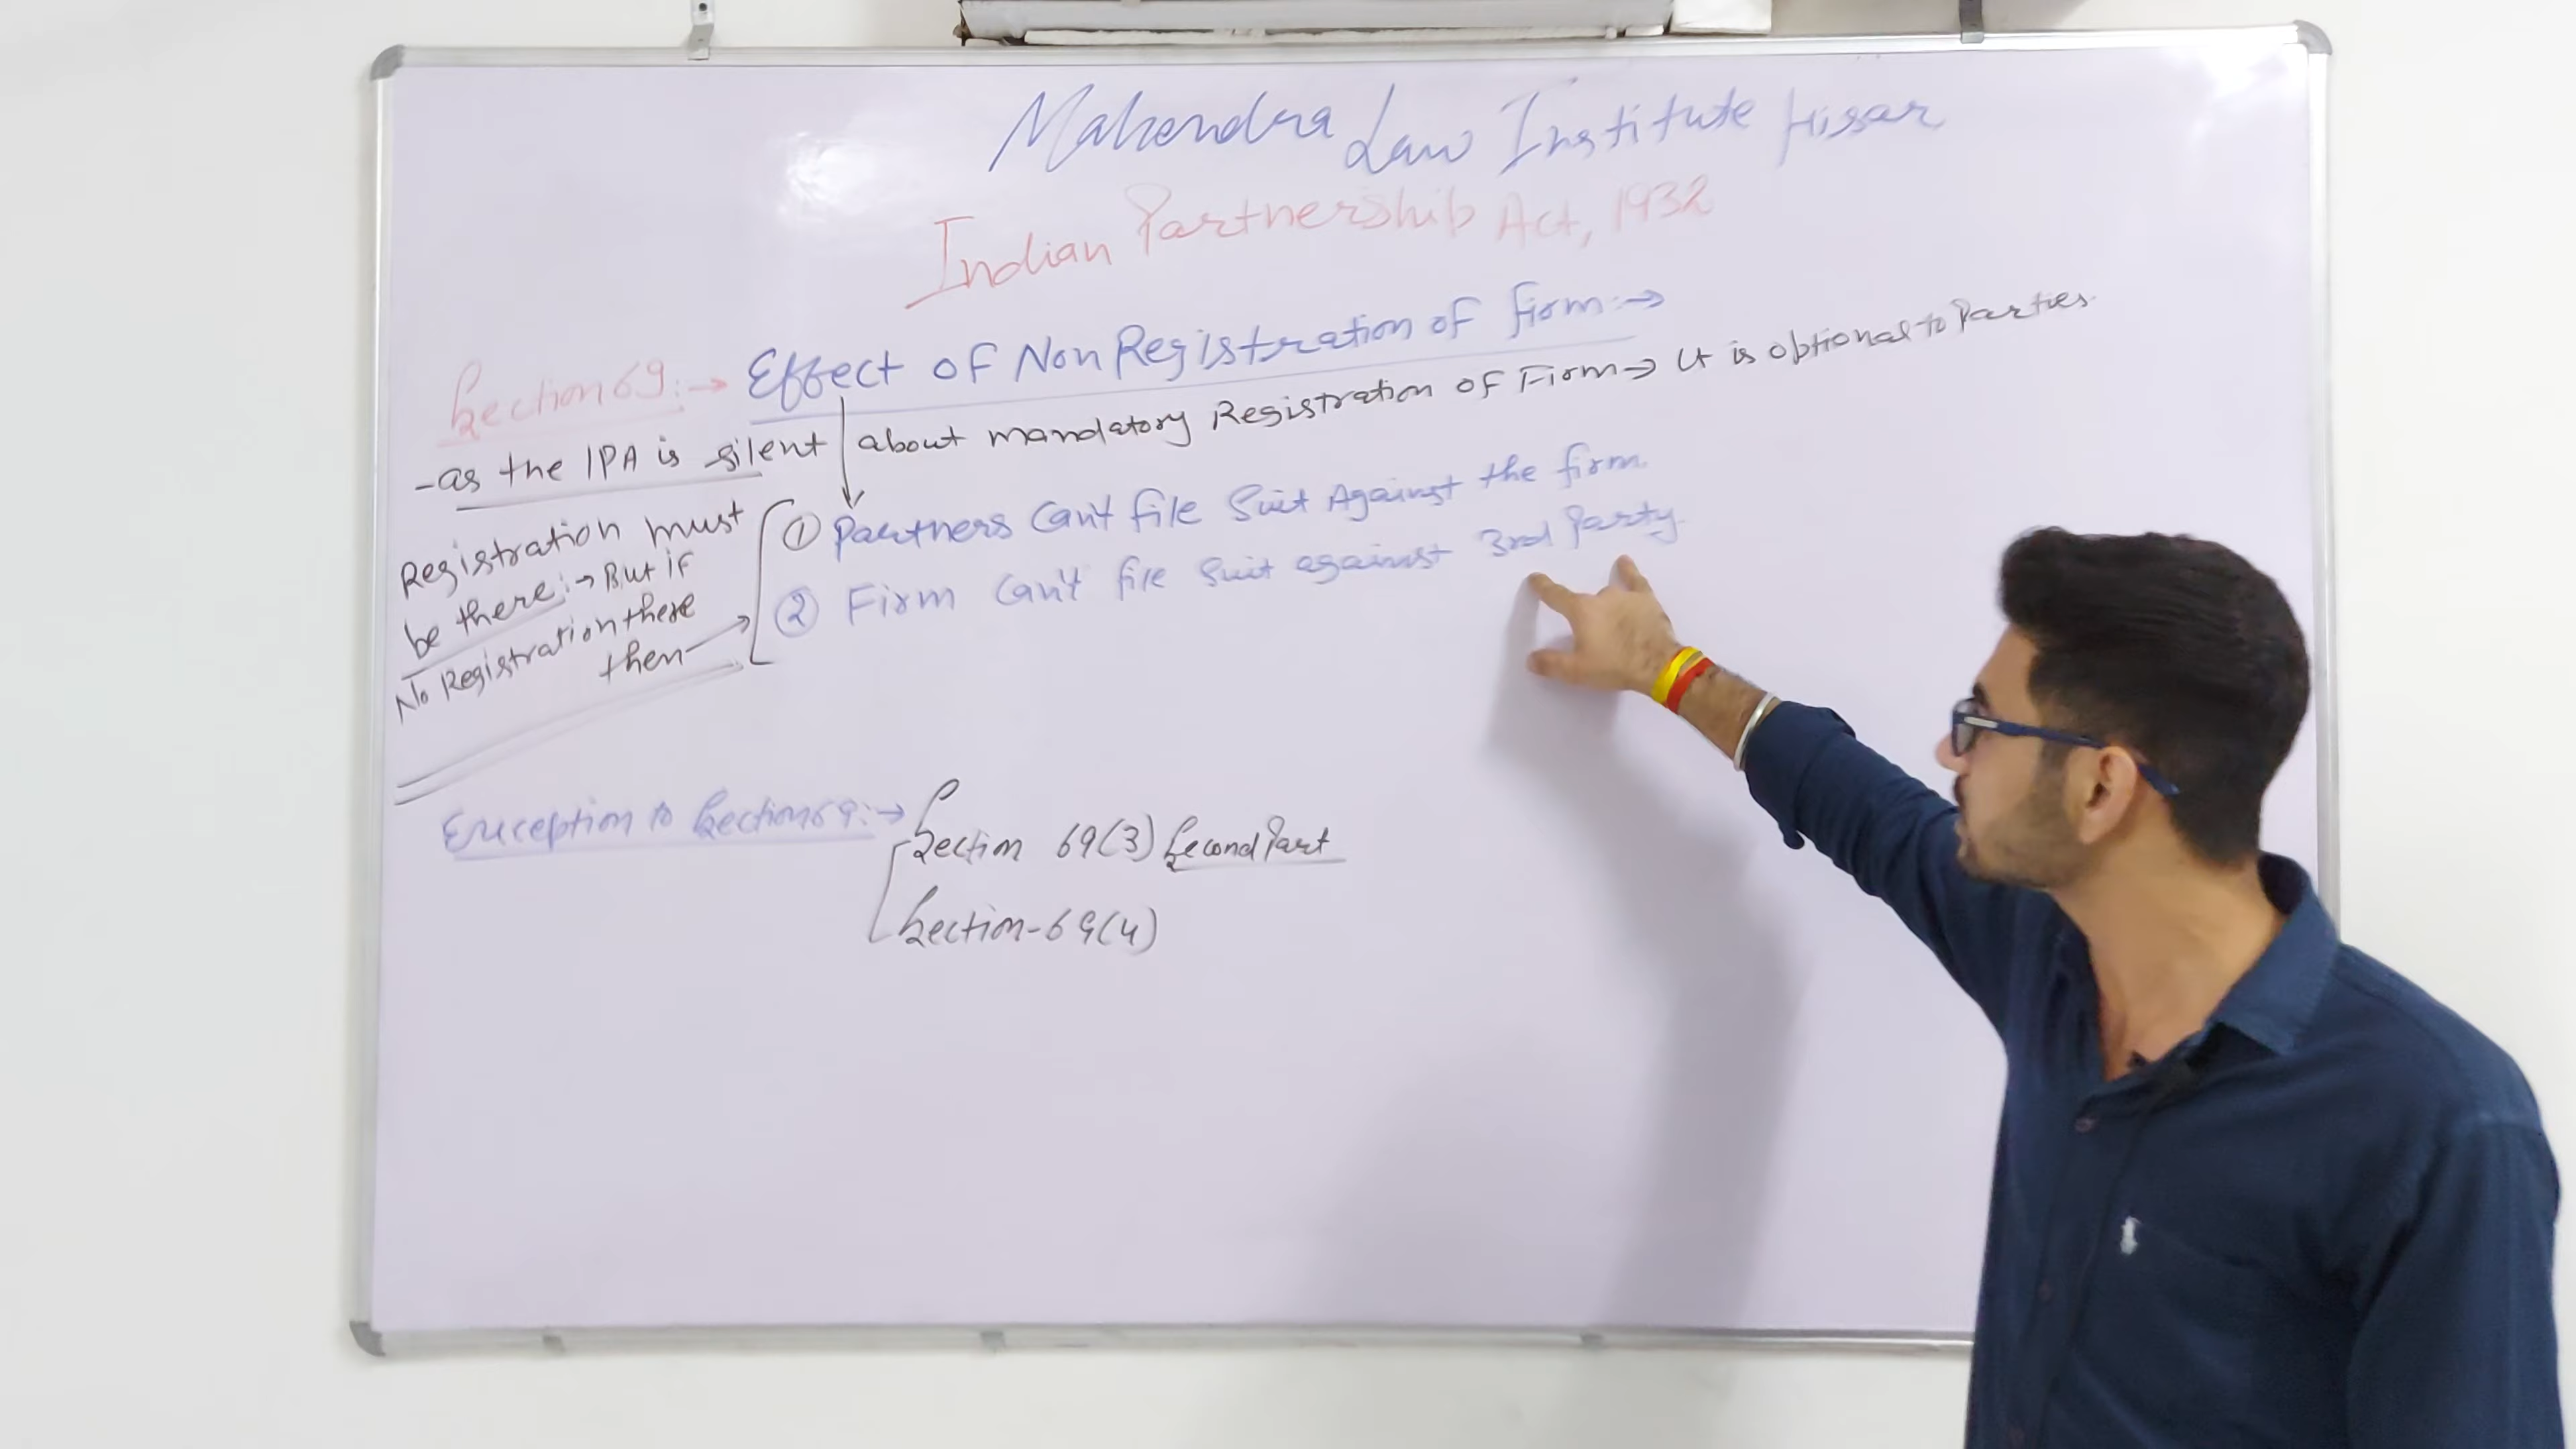 Mahendra Law Institute Hissar
Indian Partnership Act, 1932
Section 69:→ Effect of Non Registration of firm:→
-as the IPA is silent about mandatory Registration of Firm→ It is optional to Parties.
Registration must
be there:→ But if
No Registration there
then→
① Partners Can't file Suit Against the firm.
② Firm Can't file Suit against 3rd Party.
Exception to Section 69:→
Section 69(3) Second Part
Section-69(4)